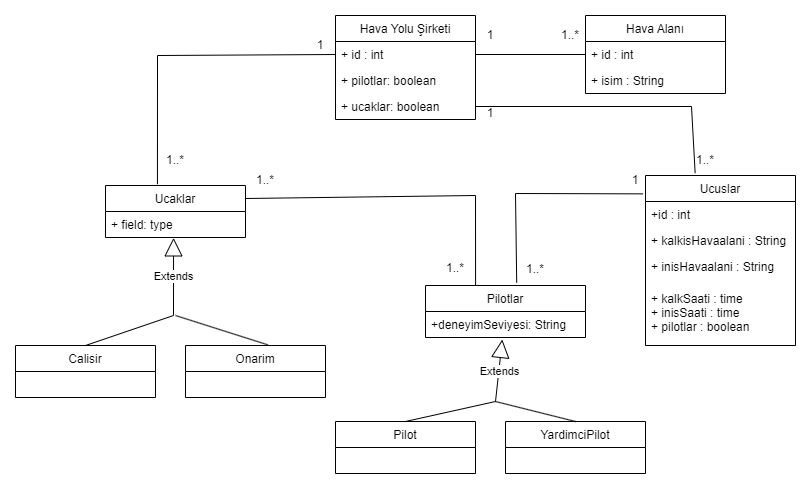 Hava Yolu Şirketi
+ id : int
+ pilotlar: boolean
+ ucaklar: boolean
Hava Alanı
+ id : int
+ isim : String
1
1
1..*
1
1..*
1..*
1..*
1
Ucaklar
+ field: type
Ucuslar
+id : int
+ kalkisHavaalani : String
+ inisHavaalani : String
+ kalkSaati : time
+ inisSaati : time
+ pilotlar : boolean
1..*
1..*
Extends
Pilotlar
+deneyimSeviyesi: String
Calisir
Onarim
Extends
Pilot
YardimciPilot